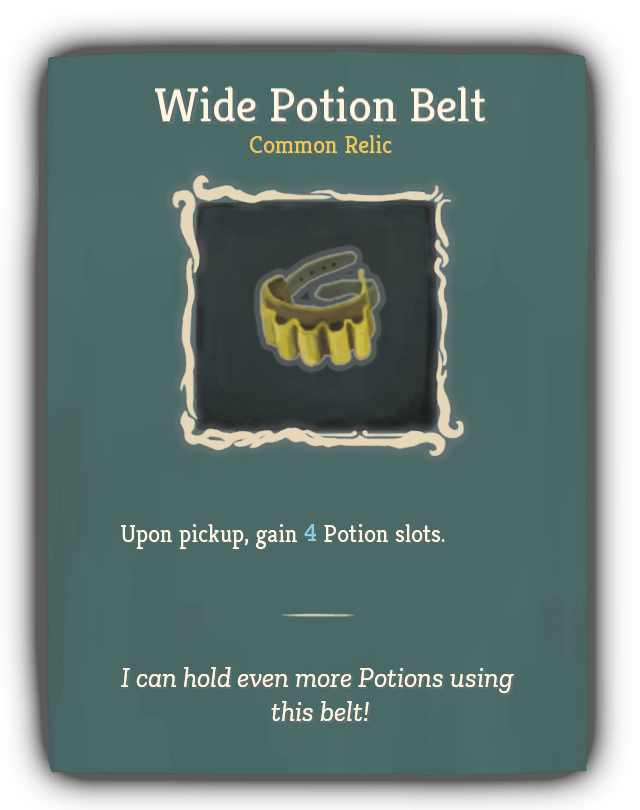 Wide Potion Belt
Common Relic
Upon pickup, gain 4 Potion slots.
I can hold even more Potions using
this belt!